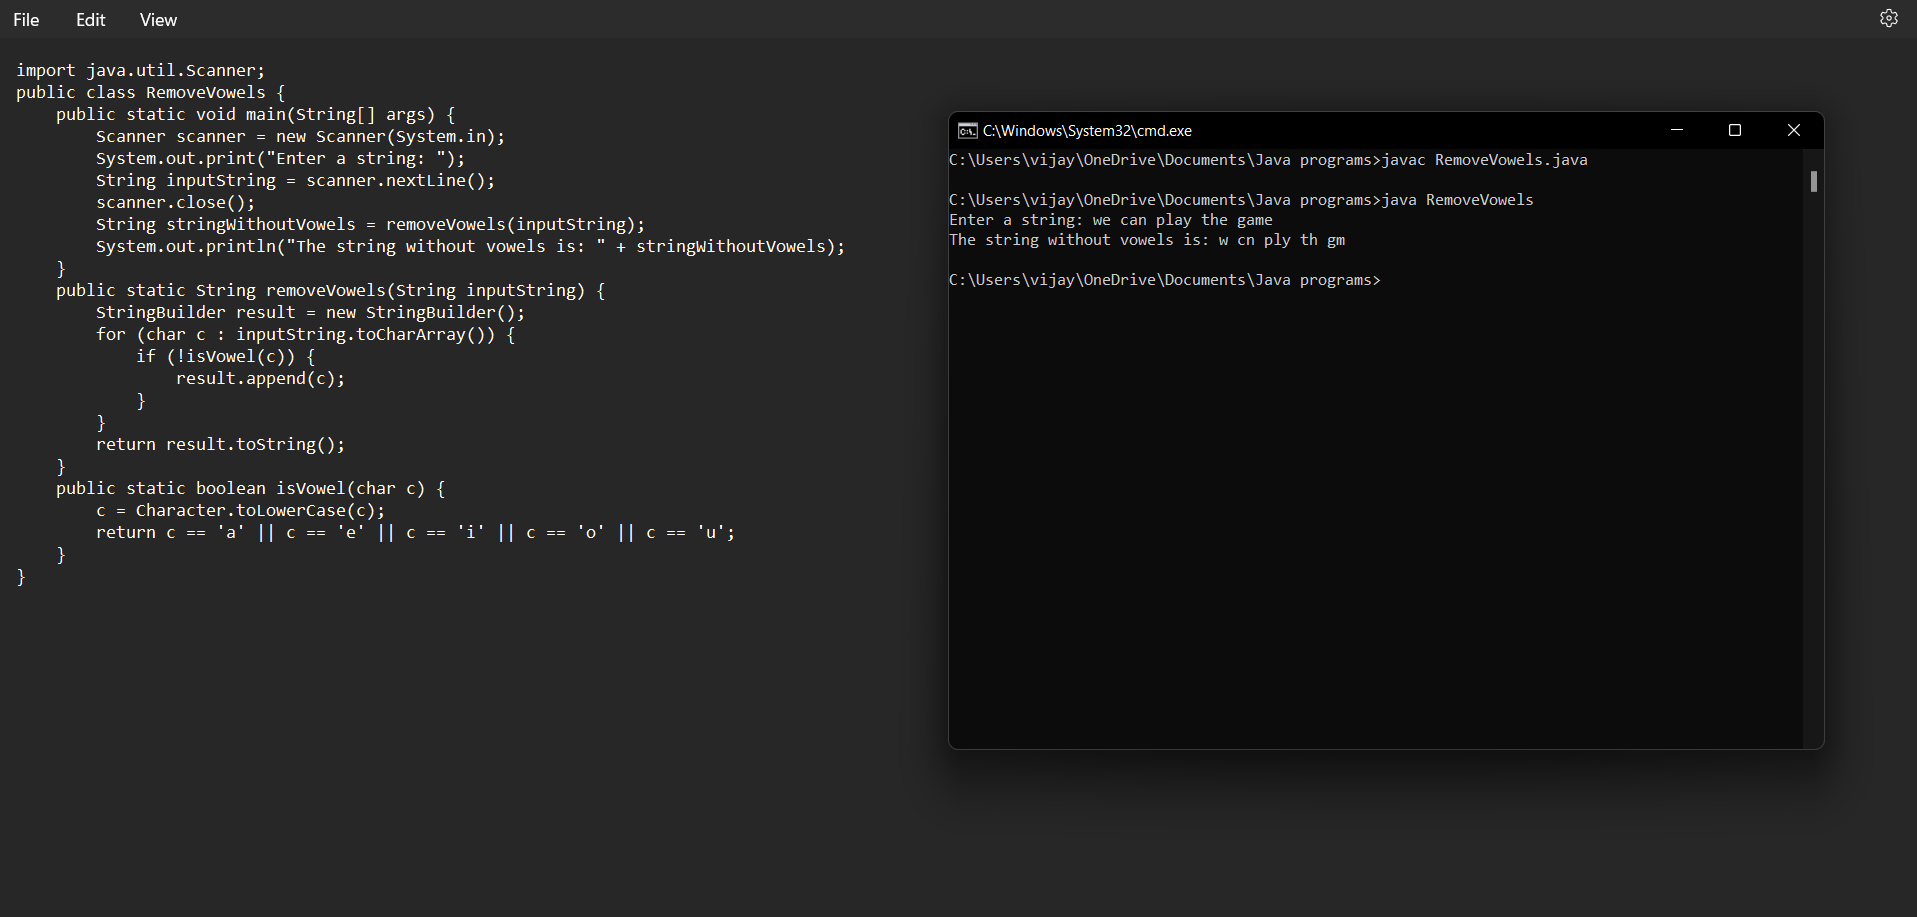 File Edit View
import java.util.Scanner;
public class RemoveVowels {
    public static void main(String[] args) {
        Scanner scanner = new Scanner(System.in);
        System.out.print("Enter a string: ");
        String inputString = scanner.nextLine();
        scanner.close();
        String stringWithoutVowels = removeVowels(inputString);
        System.out.println("The string without vowels is: " + stringWithoutVowels);
    }
    public static String removeVowels(String inputString) {
        StringBuilder result = new StringBuilder();
        for (char c : inputString.toCharArray()) {
            if (!isVowel(c)) {
                result.append(c);
            }
        }
        return result.toString();
    }
    public static boolean isVowel(char c) {
        c = Character.toLowerCase(c);
        return c == 'a' || c == 'e' || c == 'i' || c == 'o' || c == 'u';
    }
}
C:\Windows\System32\cmd.exe
C:\Users\vijay\OneDrive\Documents\Java programs>javac RemoveVowels.java
C:\Users\vijay\OneDrive\Documents\Java programs>java RemoveVowels
Enter a string: we can play the game
The string without vowels is: w cn ply th gm
C:\Users\vijay\OneDrive\Documents\Java programs>